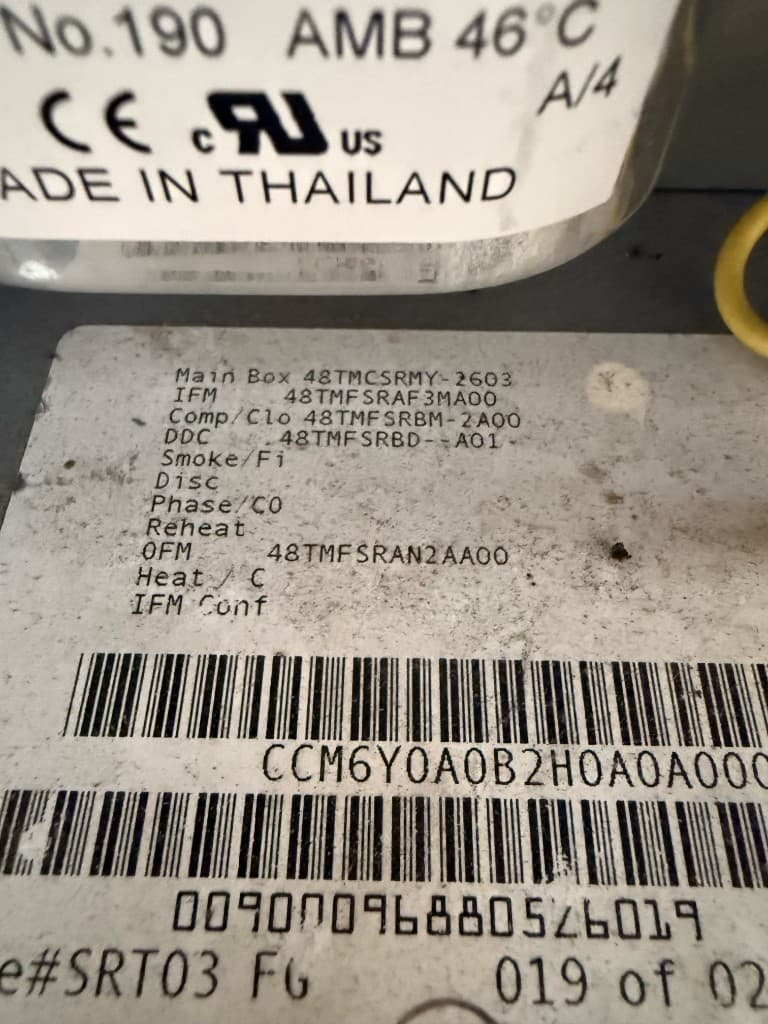 No.190 AMB 46°C
A/4
CE c RU US
ADE IN THAILAND
Main Box 48TMCSRMY-2603
IFM 48TMFSRAF3MA00
Comp/Clo 48TMFSRBM-2A00
DDC .48TMFSRBD--A01-
Smoke/Fi
Disc
Phase/CO
Reheat
OFM 48TMFSRAN2AA00
Heat / C
IFM Conf
CCM6Y0A0B2H0A0A000
e#SRT03 FG 019 of 02